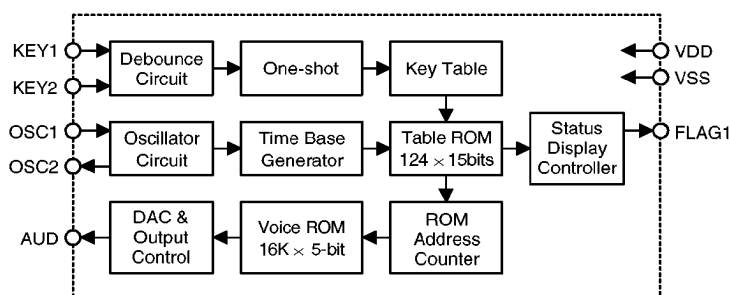 KEY1
KEY2
Debounce
Circuit
One-shot
Key Table
VDD
VSS
OSC1
OSC2
Oscillator
Circuit
Time Base
Generator
Table ROM
124 × 15bits
Status
Display
Controller
FLAG1
AUD
DAC &
Output
Control
Voice ROM
16K × 5-bit
ROM
Address
Counter